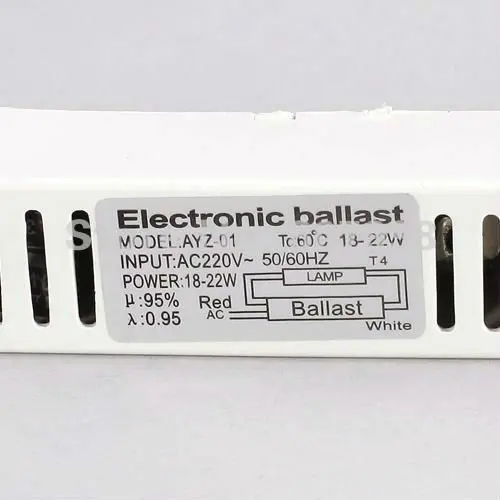 Electronic ballast
MODEL:AYZ-01 Tc60°C 18-22W
INPUT:AC220V~ 50/60HZ T4
POWER:18-22W LAMP
μ:95% Red Ballast
λ:0.95 AC White